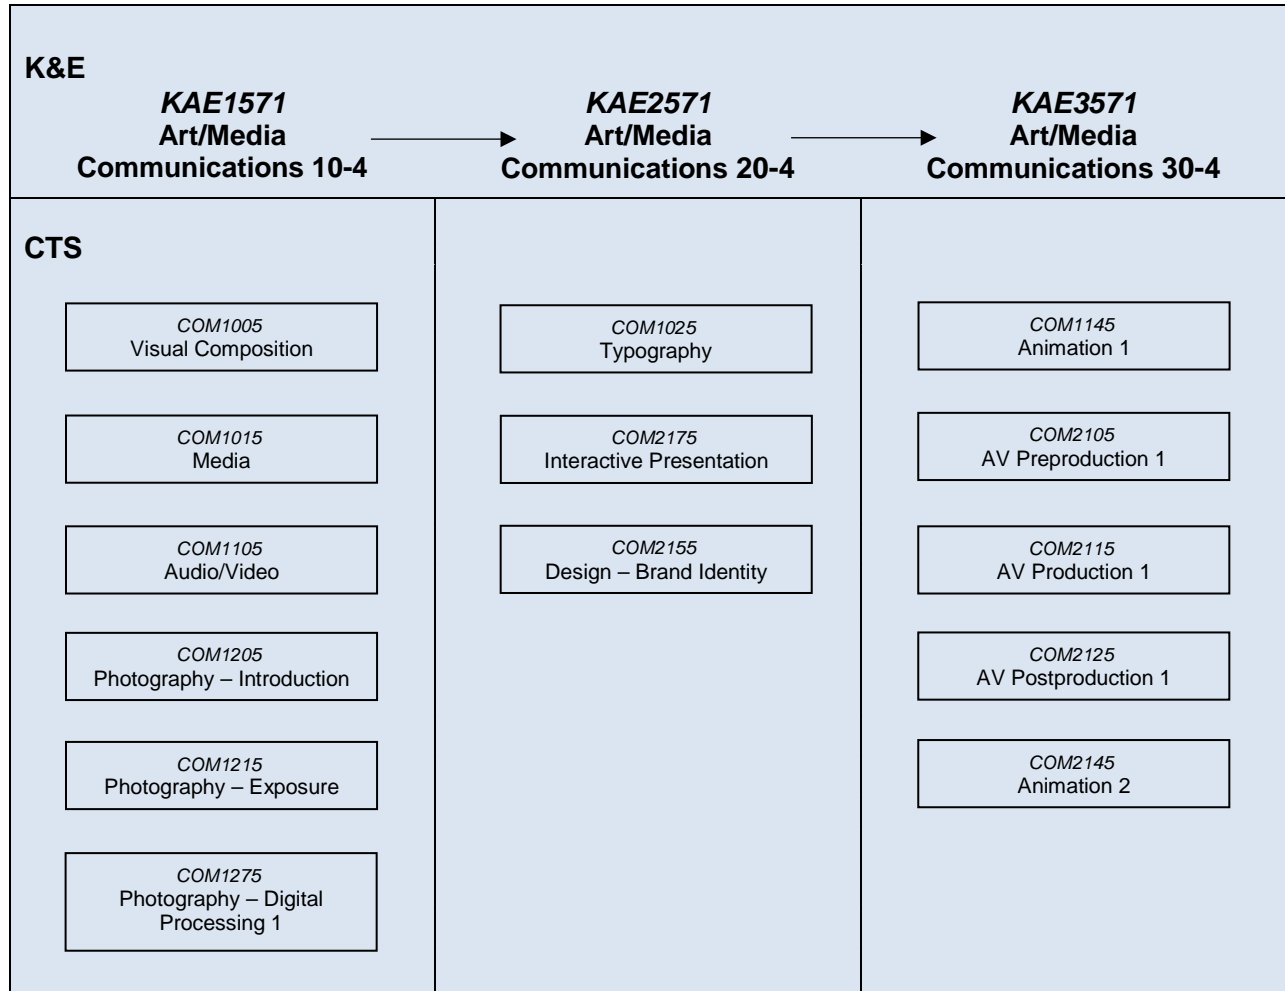 K&E
KAE1571
Art/Media
Communications 10-4
KAE2571
Art/Media
Communications 20-4
KAE3571
Art/Media
Communications 30-4
CTS
COM1005
Visual Composition
COM1015
Media
COM1105
Audio/Video
COM1205
Photography – Introduction
COM1215
Photography – Exposure
COM1275
Photography – Digital
Processing 1
COM1025
Typography
COM2175
Interactive Presentation
COM2155
Design – Brand Identity
COM1145
Animation 1
COM2105
AV Preproduction 1
COM2115
AV Production 1
COM2125
AV Postproduction 1
COM2145
Animation 2